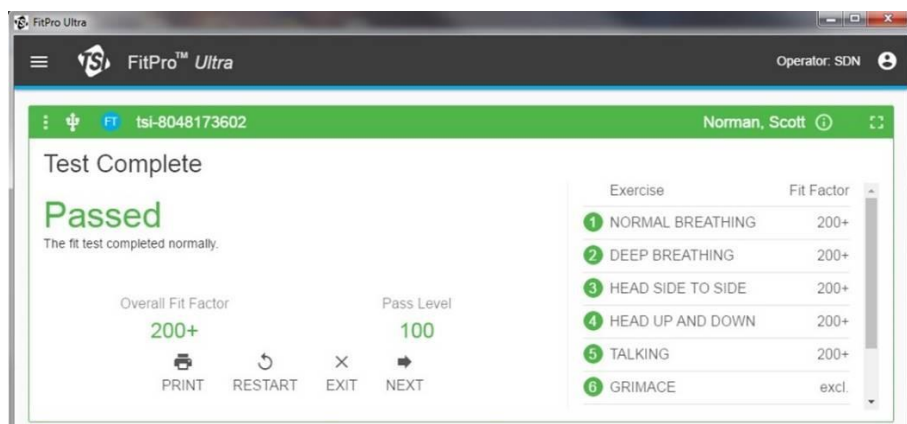 FitPro Ultra
TSI FitPro™ Ultra
Operator: SDN
FT tsi-8048173602
Norman, Scott
Test Complete
Passed
The fit test completed normally.
Overall Fit Factor
200+
Pass Level
100
PRINT RESTART EXIT NEXT
Exercise Fit Factor
1 NORMAL BREATHING 200+
2 DEEP BREATHING 200+
3 HEAD SIDE TO SIDE 200+
4 HEAD UP AND DOWN 200+
5 TALKING 200+
6 GRIMACE excl.